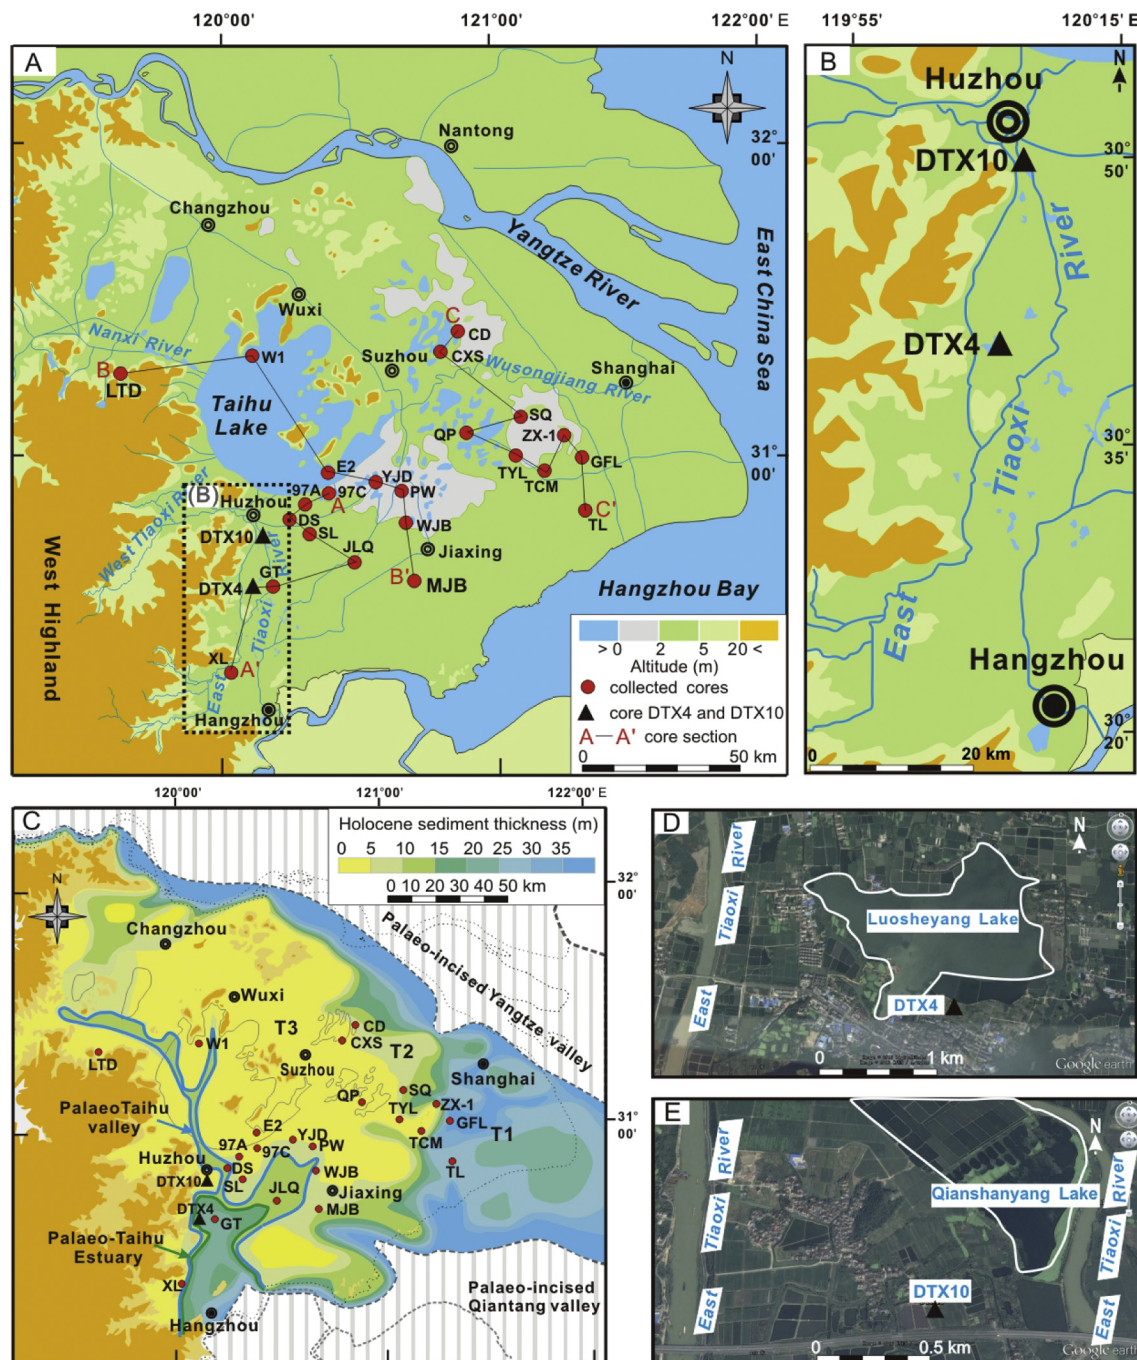 120°00'
121°00'
122°00' E
A
N
Nantong
32°
00'
Changzhou
Yangtze River
East China Sea
Wuxi
C
CD
CXS
Nanxi River
W1
B
LTD
Suzhou
Wusongjiang River
Shanghai
Taihu
Lake
SQ
QP
ZX-1
TYL
TCM
GFL
31°
00'
E2
YJD
97A
97C
PW
A
(B)
Huzhou
DS
SL
WJB
C'
TL
West Tiaoxi River
DTX10
JLQ
Jiaxing
GT
DTX4
B'
MJB
East Tiaoxi River
West Highland
XL
A'
Hangzhou
Hangzhou Bay
> 0 2 5 20 <
Altitude (m)
collected cores
core DTX4 and DTX10
A—A' core section
0 50 km
119°55'
120°15' E
B
N
Huzhou
DTX10
30°
50'
DTX4
East Tiaoxi River
30°
35'
Hangzhou
30°
20'
0 20 km
120°00'
121°00'
122°00' E
C
Holocene sediment thickness (m)
0 5 10 15 20 25 30 35
0 10 20 30 40 50 km
N
32°
00'
Changzhou
Palaeo-incised Yangtze valley
Wuxi
T3
CD
CXS
T2
W1
LTD
Suzhou
Shanghai
SQ
QP
ZX-1
Palaeo Taihu
valley
TYL
GFL
TCM
T1
31°
00'
E2
YJD
97A
97C
PW
Huzhou
DS
TL
DTX10
SL
WJB
JLQ
Jiaxing
DTX4
GT
MJB
Palaeo-Taihu
Estuary
XL
Hangzhou
Palaeo-incised
Qiantang valley
D
N
East Tiaoxi River
Luosheyang Lake
DTX4
0 1 km
Google earth
E
N
East Tiaoxi River
Qianshanyang Lake
East Tiaoxi River
DTX10
0 0.5 km
Google earth